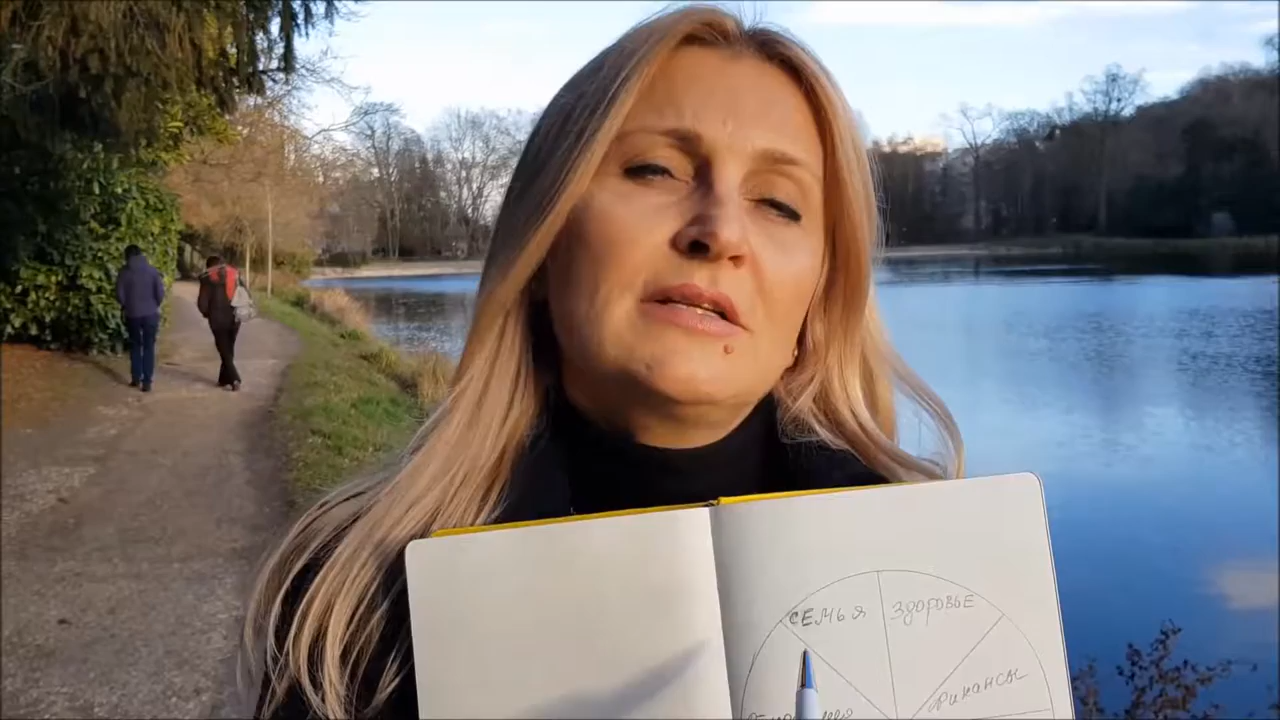 семья
здоровье
финансы